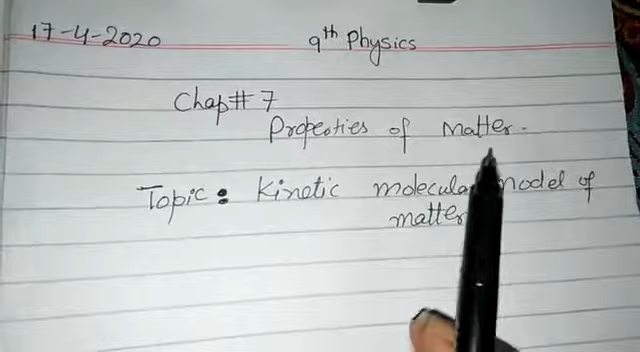 17-4-2020 9th Physics
Chap# 7
Properties of Matter.
Topic: Kinetic molecular model of
matter